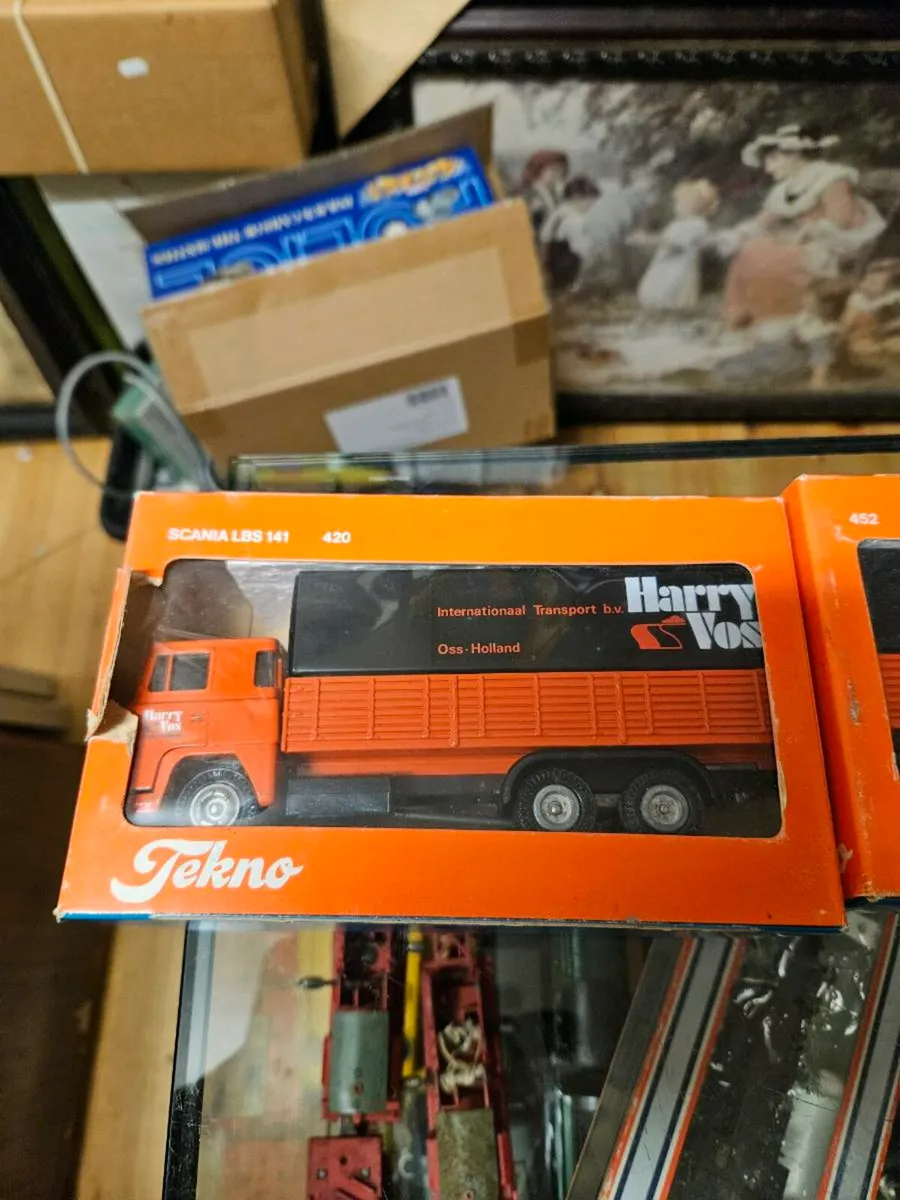 SCANIA LBS 141 420
452
Internationaal Transport b.v.
Oss-Holland
Harry
Vos
Harry
Vos
Tekno